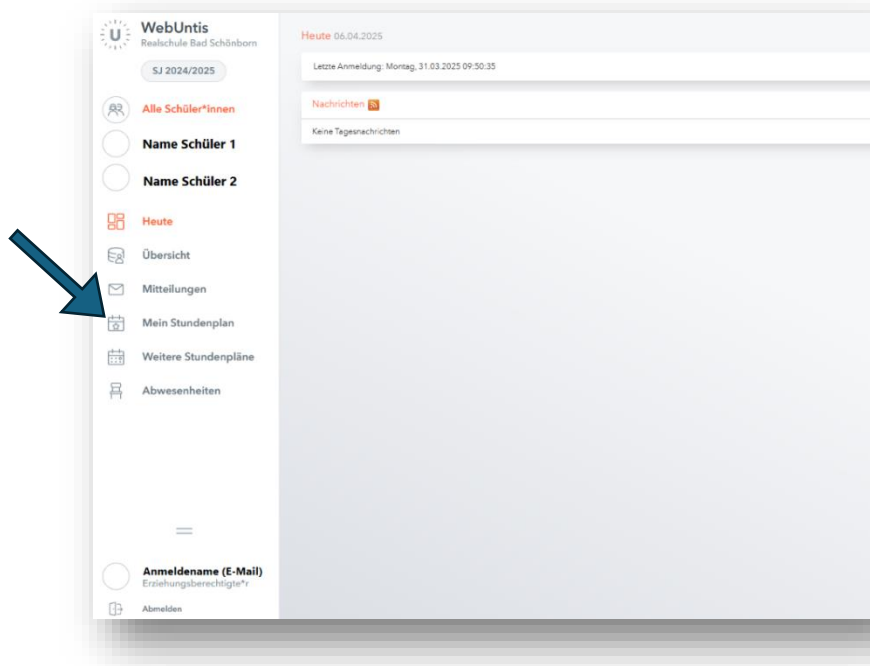 WebUntis
Realschule Bad Schönborn
SJ 2024/2025
Alle Schüler*innen
Name Schüler 1
Name Schüler 2
Heute
Übersicht
Mitteilungen
Mein Stundenplan
Weitere Stundenpläne
Abwesenheiten
Anmeldename (E-Mail)
Erziehungsberechtigte*r
Abmelden
Heute 06.04.2025
Letzte Anmeldung: Montag, 31.03.2025 09:50:35
Nachrichten
Keine Tagesnachrichten